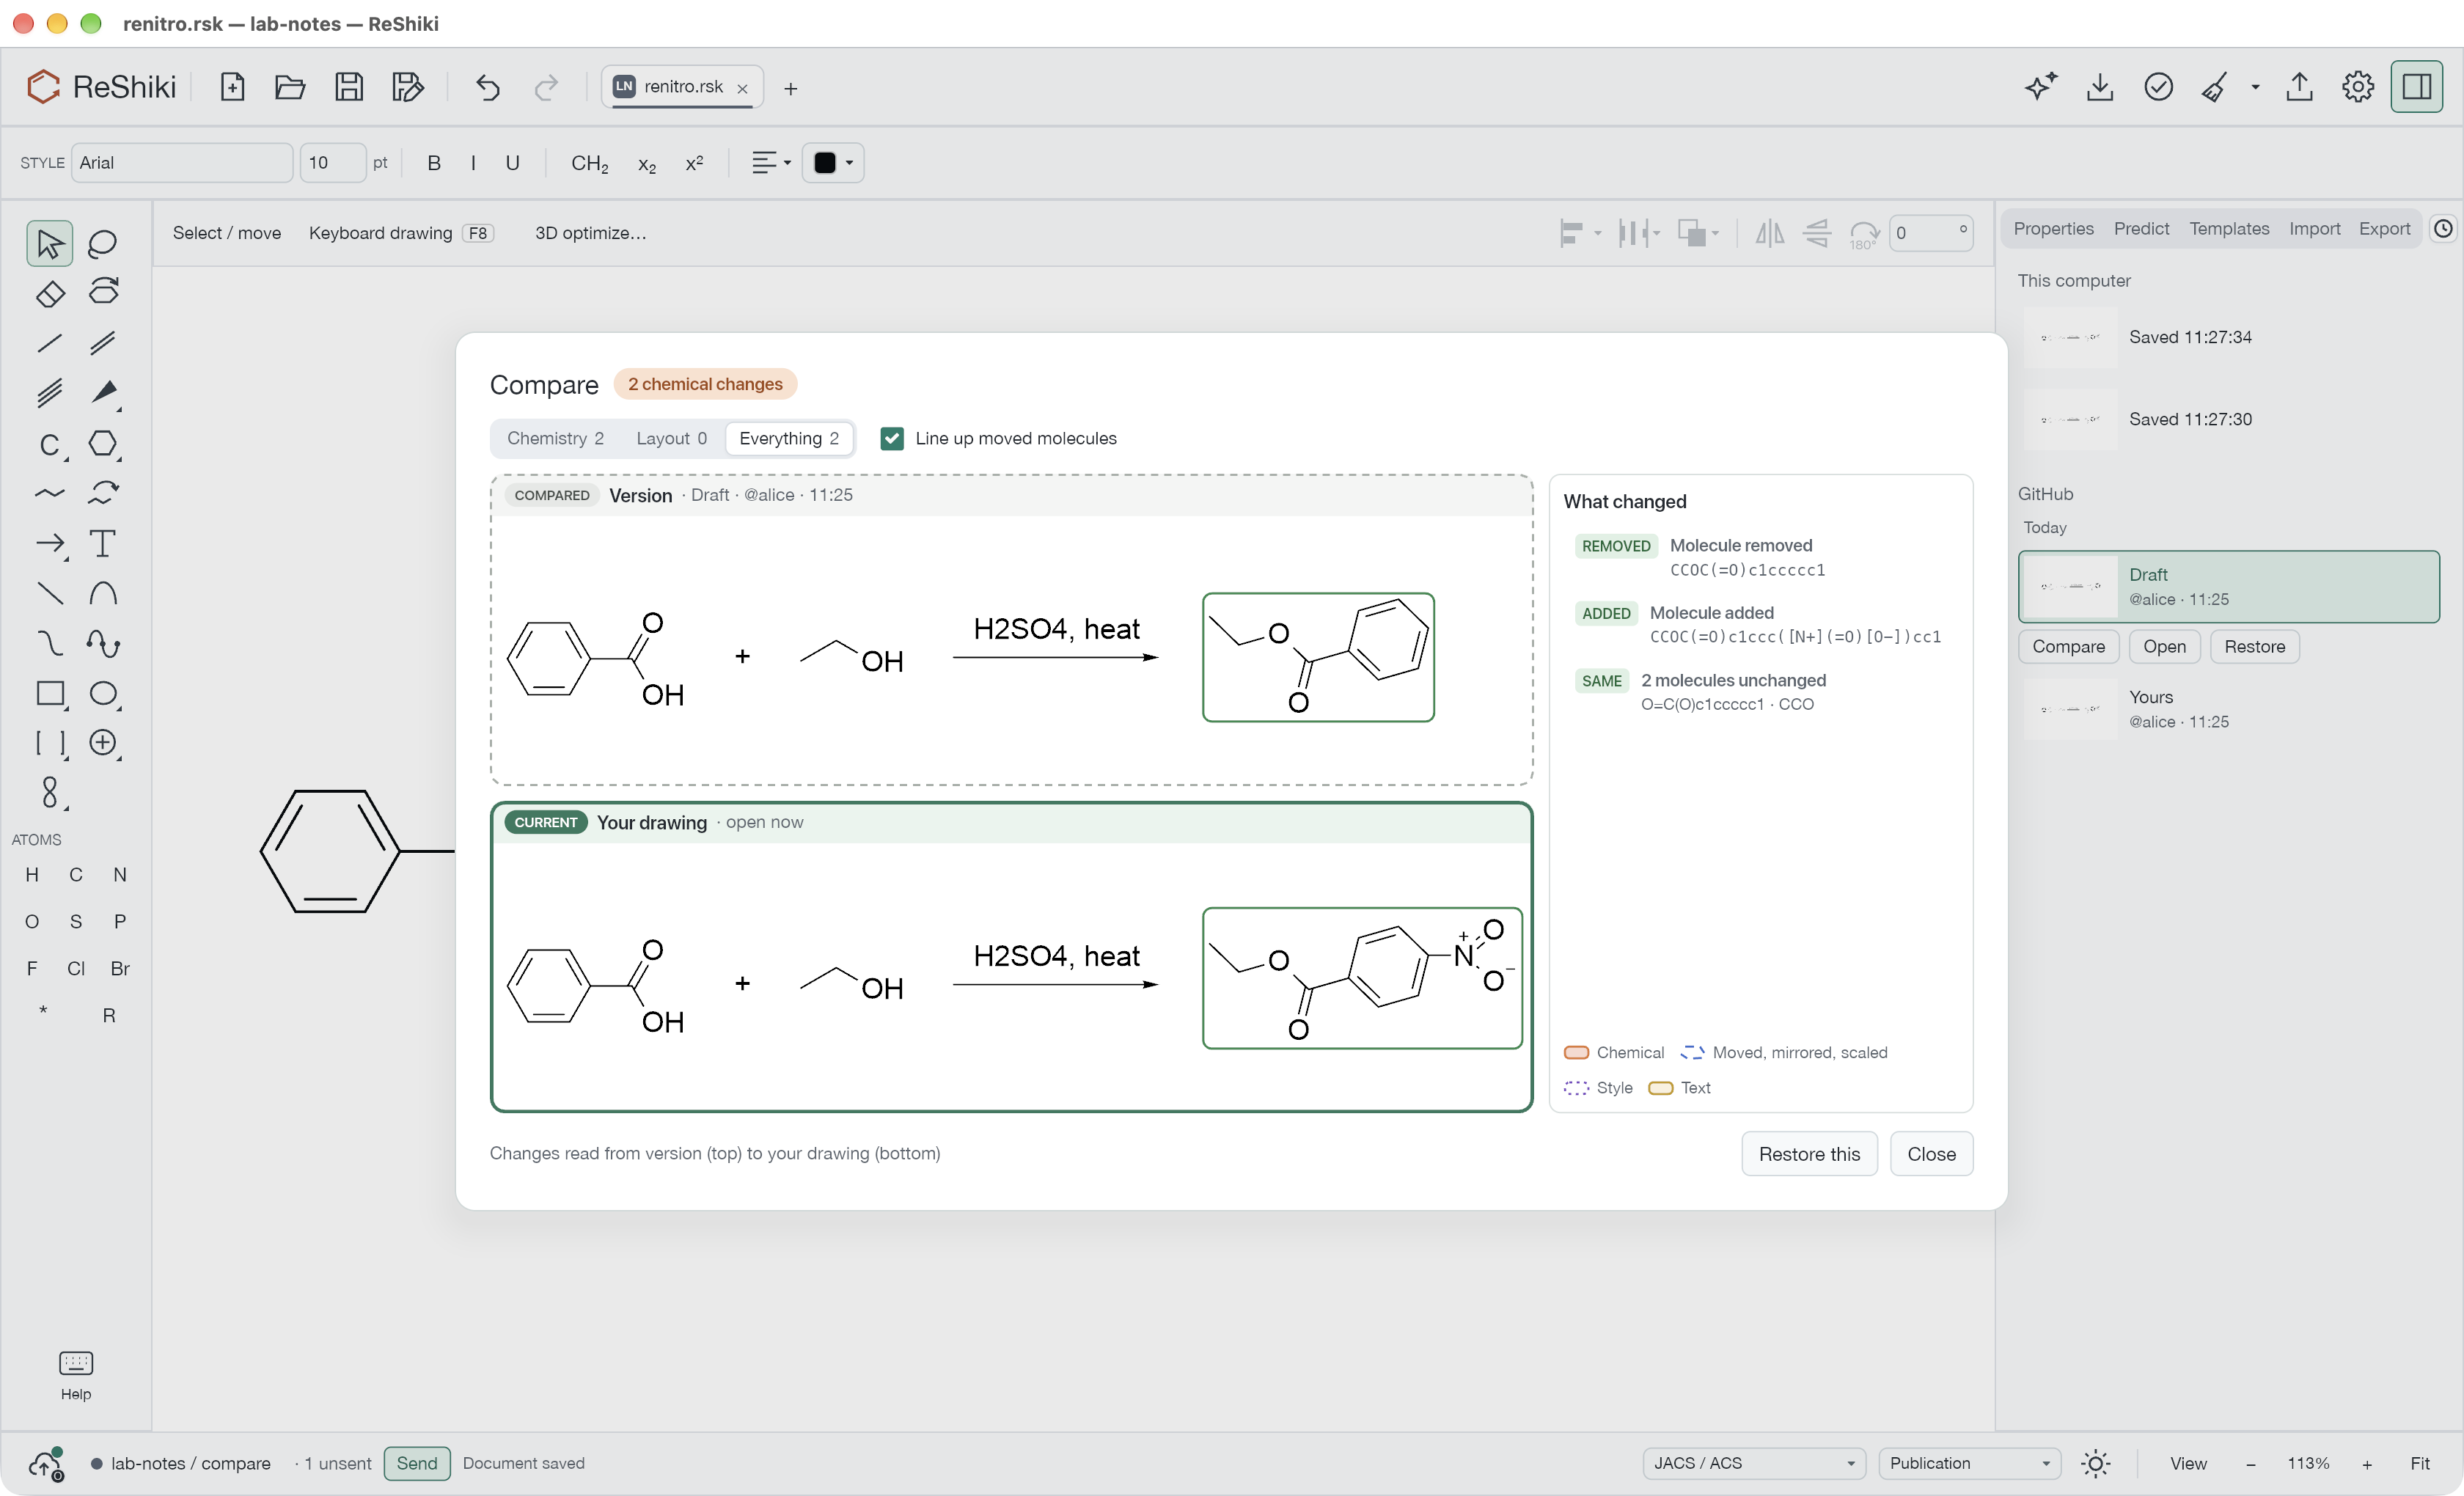 renitro.rsk — lab-notes — ReShiki
ReShiki
LN renitro.rsk × +
STYLE Arial 10 pt B I U CH₂ x₂ x²
Select / move Keyboard drawing F8 3D optimize... 180° 0 °
Properties Predict Templates Import Export
This computer
Saved 11:27:34
Saved 11:27:30
GitHub
Today
Draft
@alice · 11:25
Compare Open Restore
Yours
@alice · 11:25
C
T
ATOMS
H C N
O S P
F Cl Br
* R
Help
Compare 2 chemical changes
Chemistry 2 Layout 0 Everything 2 Line up moved molecules
COMPARED Version · Draft · @alice · 11:25
O
OH
+
OH
H2SO4, heat
O
O
CURRENT Your drawing · open now
O
OH
+
OH
H2SO4, heat
O
O
N+
O
O−
What changed
REMOVED Molecule removed
CCOC(=O)c1ccccc1
ADDED Molecule added
CCOC(=O)c1ccc([N+](=O)[O−])cc1
SAME 2 molecules unchanged
O=C(O)c1ccccc1 · CCO
Chemical Moved, mirrored, scaled
Style Text
Changes read from version (top) to your drawing (bottom)
Restore this Close
lab-notes / compare · 1 unsent Send Document saved
JACS / ACS Publication View − 113% + Fit